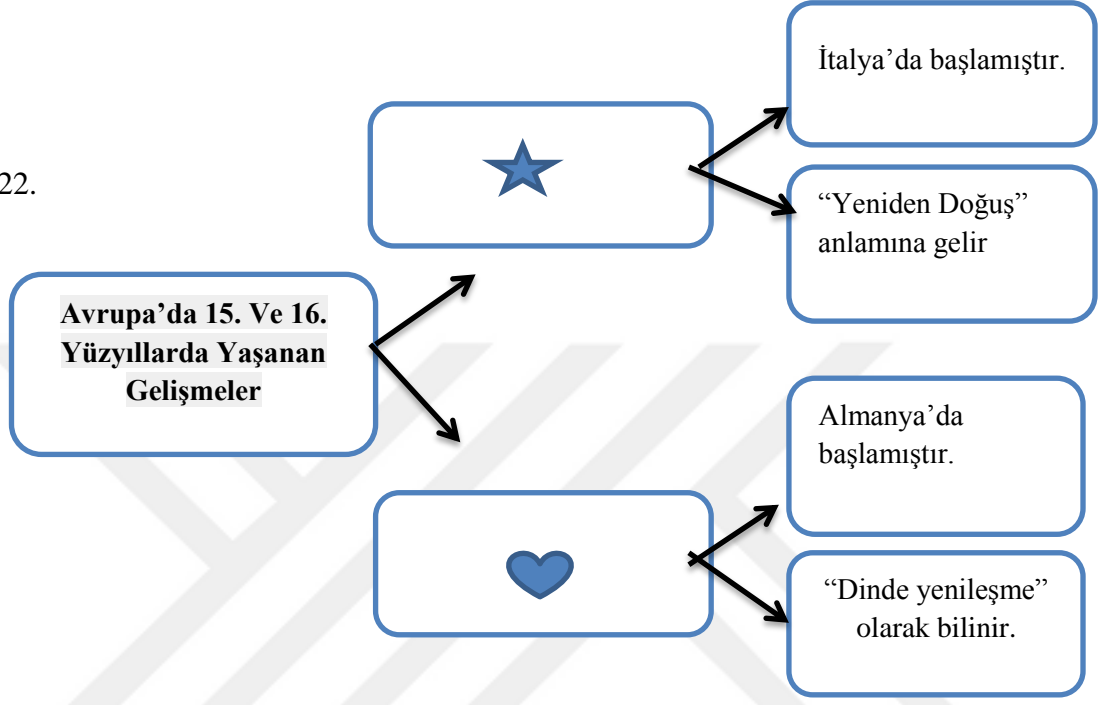 İtalya’da başlamıştır.
22.
“Yeniden Doğuş”
anlamına gelir
Avrupa’da 15. Ve 16.
Yüzyıllarda Yaşanan
Gelişmeler
Almanya’da
başlamıştır.
“Dinde yenileşme”
olarak bilinir.